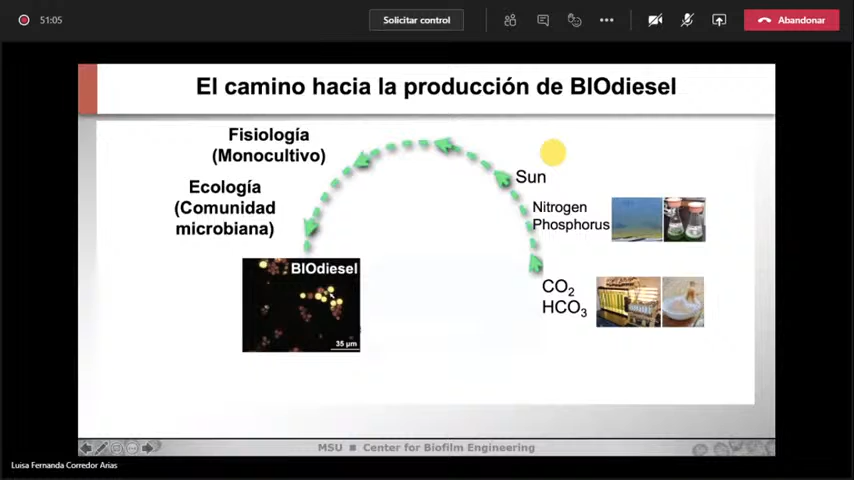 51:05
Solicitar control
Abandonar
El camino hacia la producción de BIOdiesel
Fisiología
(Monocultivo)
Ecología
(Comunidad
microbiana)
Sun
Nitrogen
Phosphorus
CO₂
HCO₃
BIOdiesel
35 µm
MSU ■ Center for Biofilm Engineering
Luisa Fernanda Corredor Arias